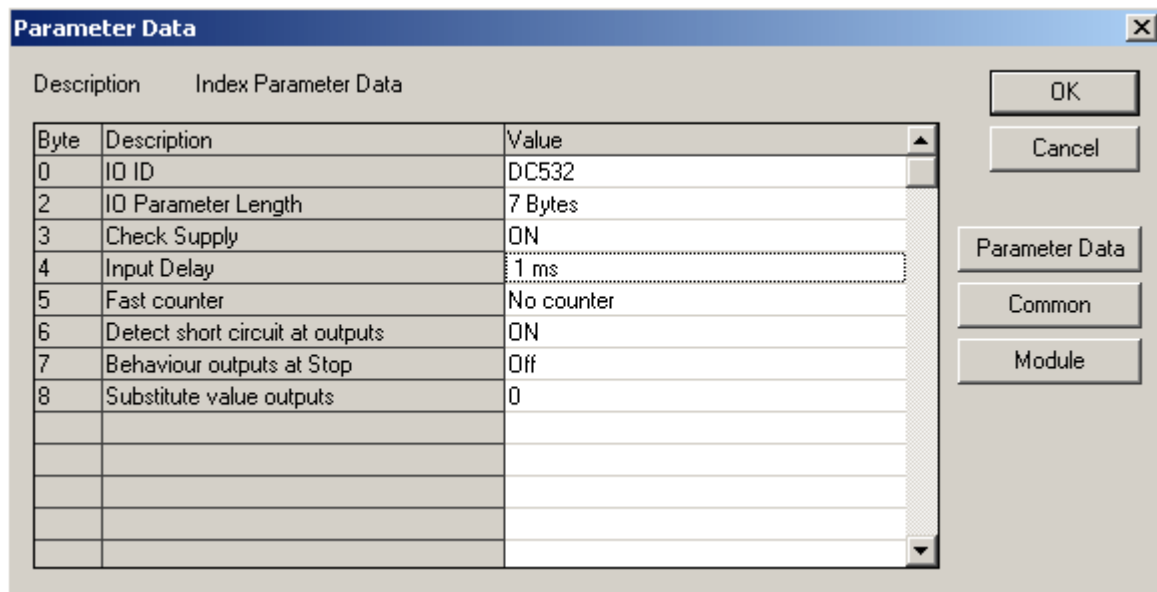 Parameter Data
Description Index Parameter Data
OK
Cancel
Byte Description Value
0 IO ID DC532
2 IO Parameter Length 7 Bytes
3 Check Supply ON
4 Input Delay 1 ms
5 Fast counter No counter
6 Detect short circuit at outputs ON
7 Behaviour outputs at Stop Off
8 Substitute value outputs 0
Parameter Data
Common
Module